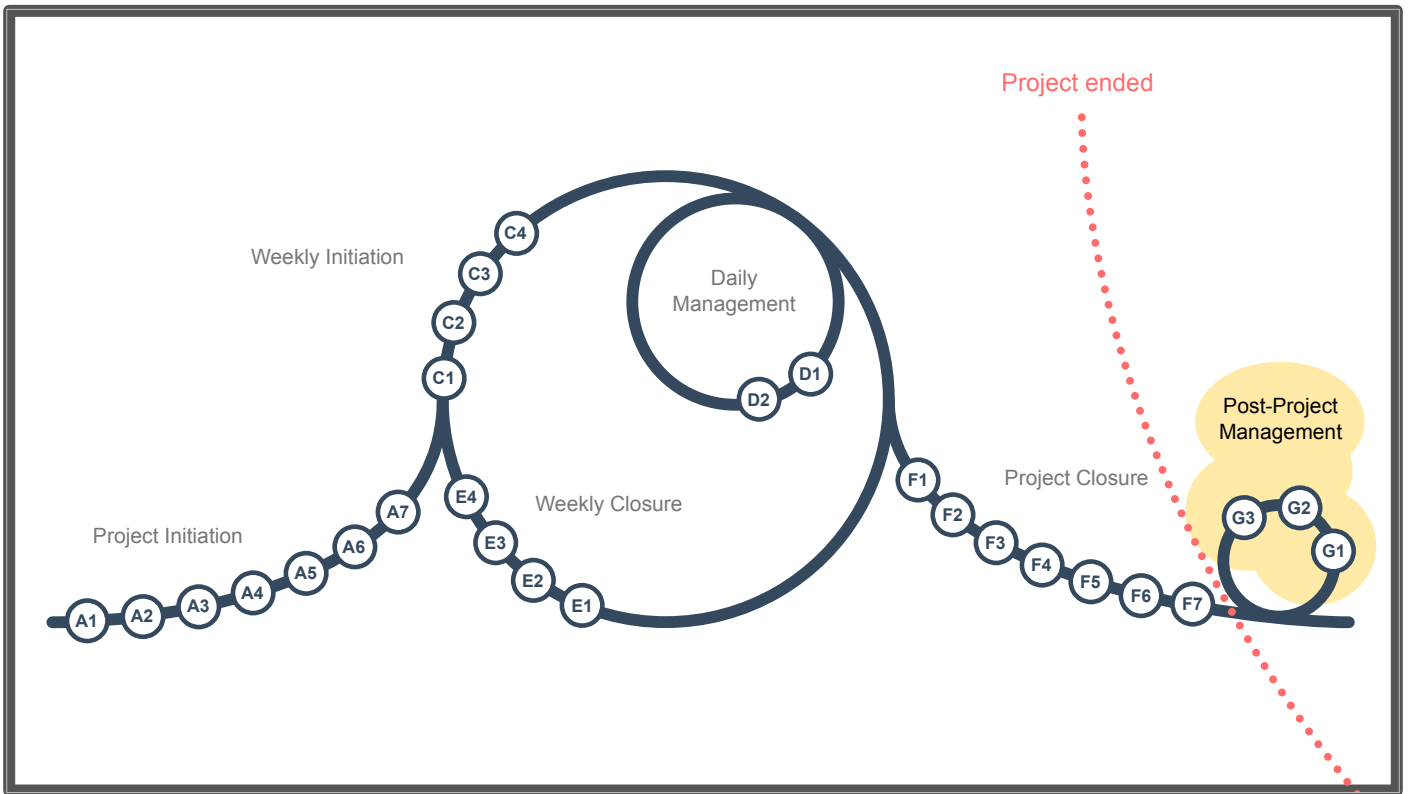 Project ended
Weekly Initiation
C4
C3
C2
C1
Daily
Management
D1
D2
Post-Project
Management
Project Initiation
A1
A2
A3
A4
A5
A6
A7
Weekly Closure
E4
E3
E2
E1
Project Closure
F1
F2
F3
F4
F5
F6
F7
G3
G2
G1